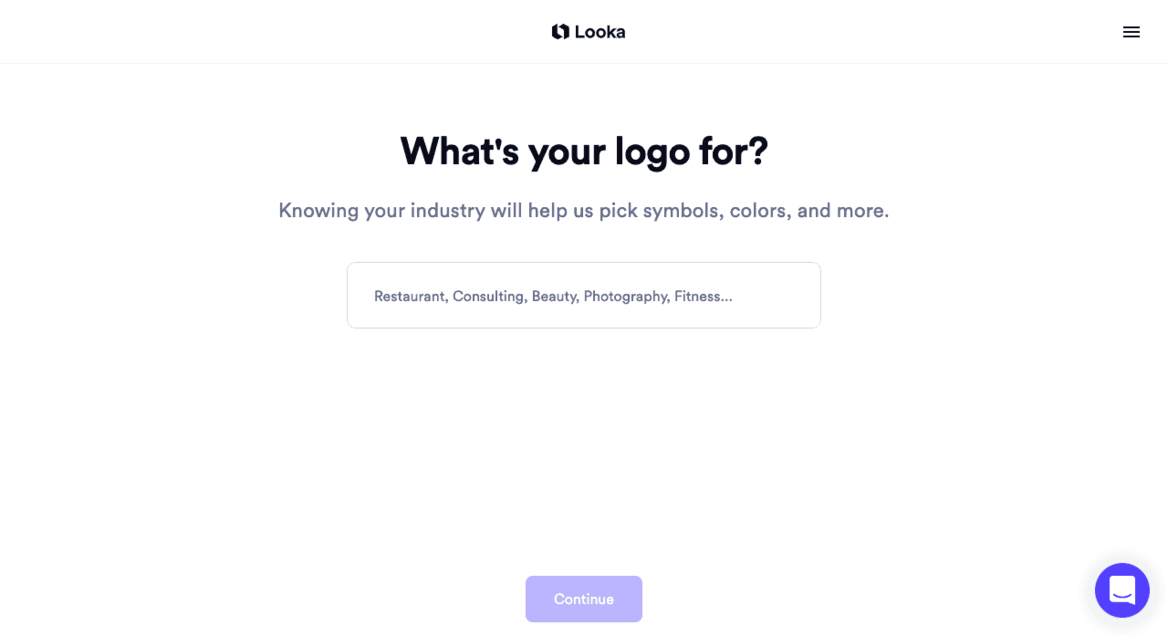 Looka
What's your logo for?
Knowing your industry will help us pick symbols, colors, and more.
Restaurant, Consulting, Beauty, Photography, Fitness...
Continue